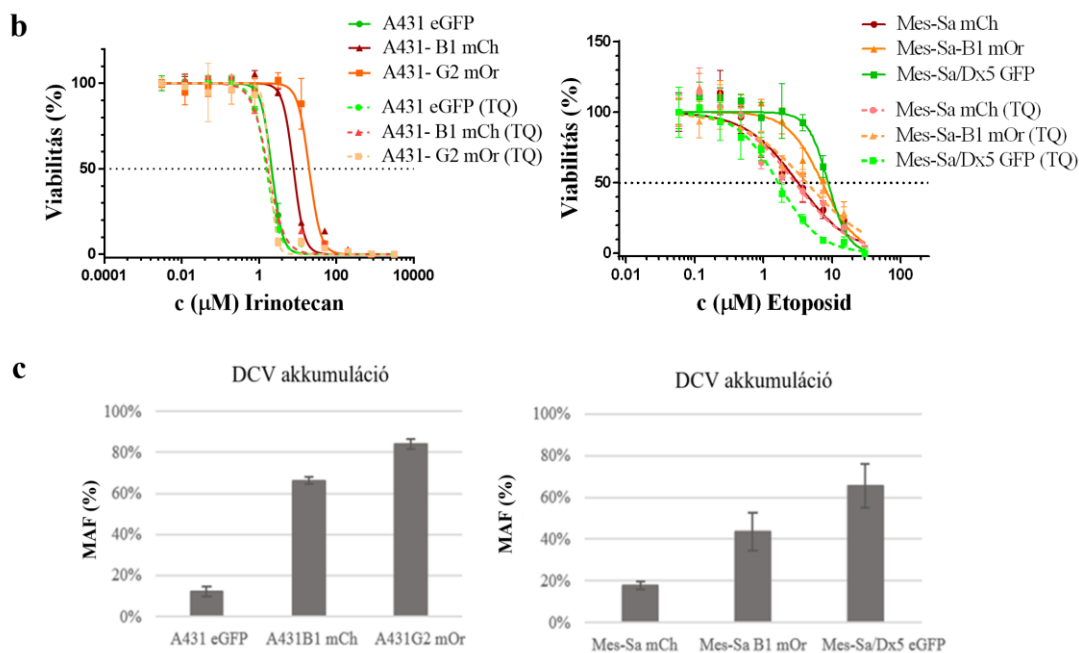 b
Viabilitás (%)
100
50
0
0.0001
0.01
1
100
10000
c (μM) Irinotecan
A431 eGFP
A431- B1 mCh
A431- G2 mOr
A431 eGFP (TQ)
A431- B1 mCh (TQ)
A431- G2 mOr (TQ)
Viabilitás (%)
150
100
50
0
0.01
0.1
1
10
100
c (μM) Etoposid
Mes-Sa mCh
Mes-Sa-B1 mOr
Mes-Sa/Dx5 GFP
Mes-Sa mCh (TQ)
Mes-Sa-B1 mOr (TQ)
Mes-Sa/Dx5 GFP (TQ)
c
DCV akkumuláció
MAF (%)
100%
80%
60%
40%
20%
0%
A431 eGFP
A431B1 mCh
A431G2 mOr
DCV akkumuláció
MAF (%)
100%
80%
60%
40%
20%
0%
Mes-Sa mCh
Mes-Sa B1 mOr
Mes-Sa/Dx5 eGFP